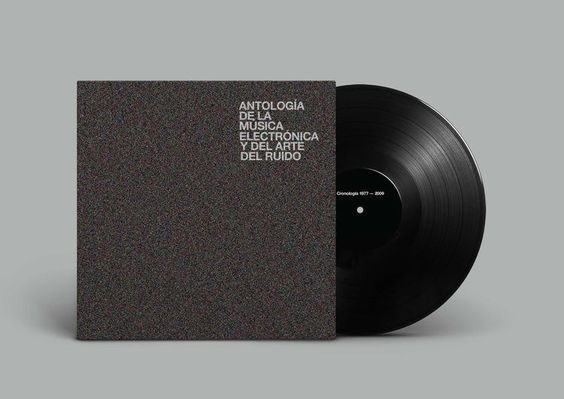 ANTOLOGÍA
DE LA
MÚSICA
ELECTRÓNICA
Y DEL ARTE
DEL RUIDO
Cronología 1977 — 2009